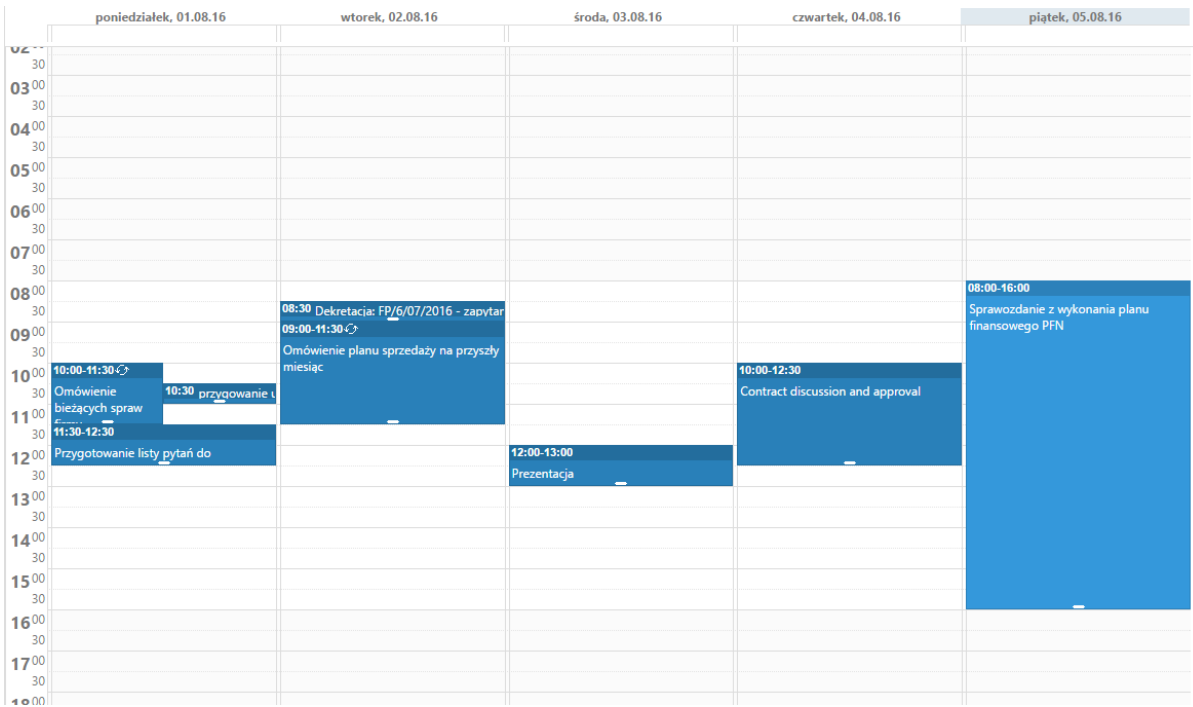 poniedziałek, 01.08.16
wtorek, 02.08.16
środa, 03.08.16
czwartek, 04.08.16
piątek, 05.08.16
02
30
03 00
30
04 00
30
05 00
30
06 00
30
07 00
30
08 00
30
09 00
30
10 00
30
11 00
30
12 00
30
13 00
30
14 00
30
15 00
30
16 00
30
17 00
30
18 00
10:00-11:30
Omówienie
bieżących spraw
10:30 przygowanie u
11:30-12:30
Przygotowanie listy pytań do
08:30 Dekretacja: FP/6/07/2016 - zapytan
09:00-11:30
Omówienie planu sprzedaży na przyszły
miesiąc
12:00-13:00
Prezentacja
10:00-12:30
Contract discussion and approval
08:00-16:00
Sprawozdanie z wykonania planu
finansowego PFN